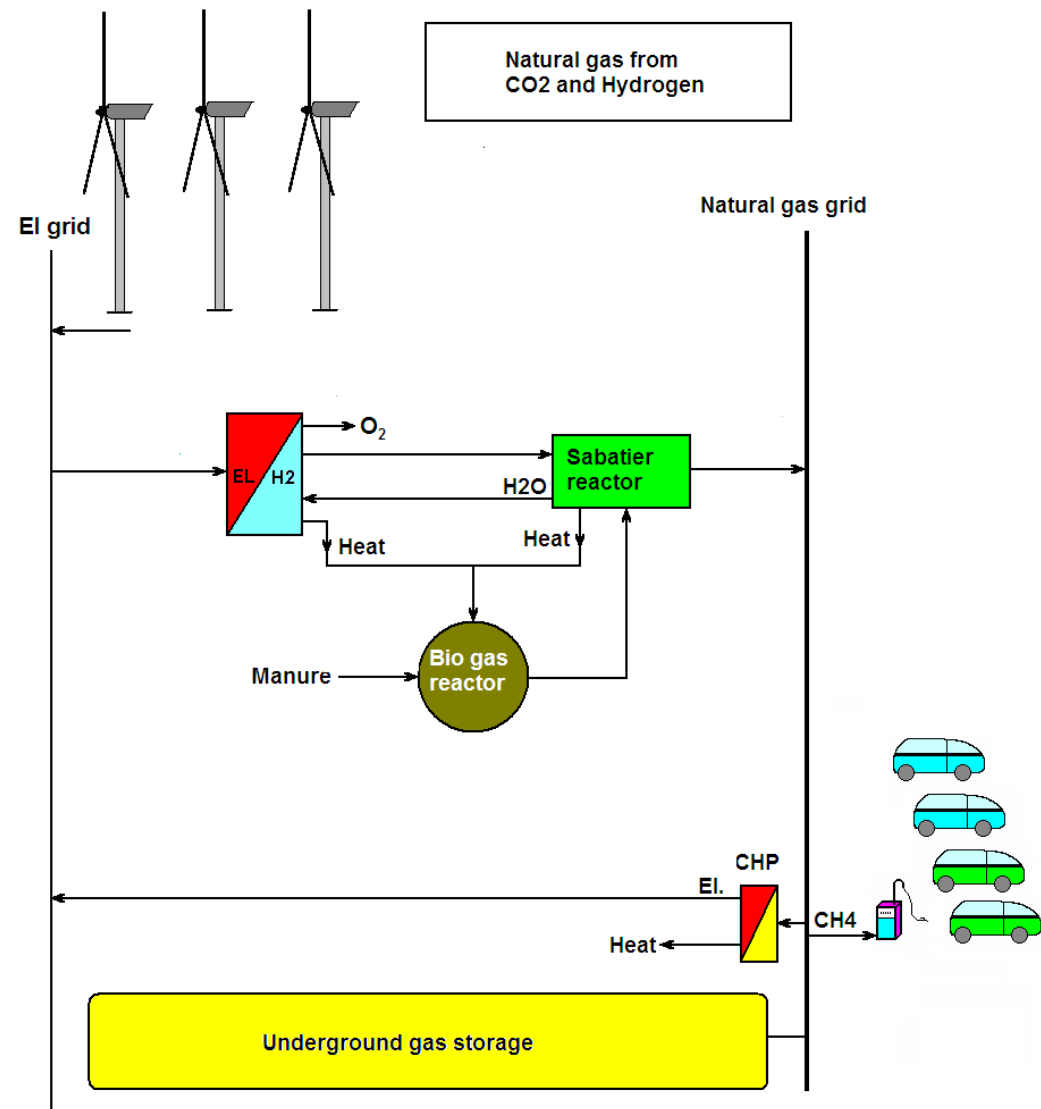 Natural gas from
CO2 and Hydrogen
Natural gas grid
El grid
O2
EL
H2
Sabatier
reactor
H2O
Heat
Heat
Bio gas
reactor
Manure
CHP
El.
CH4
Heat
Underground gas storage